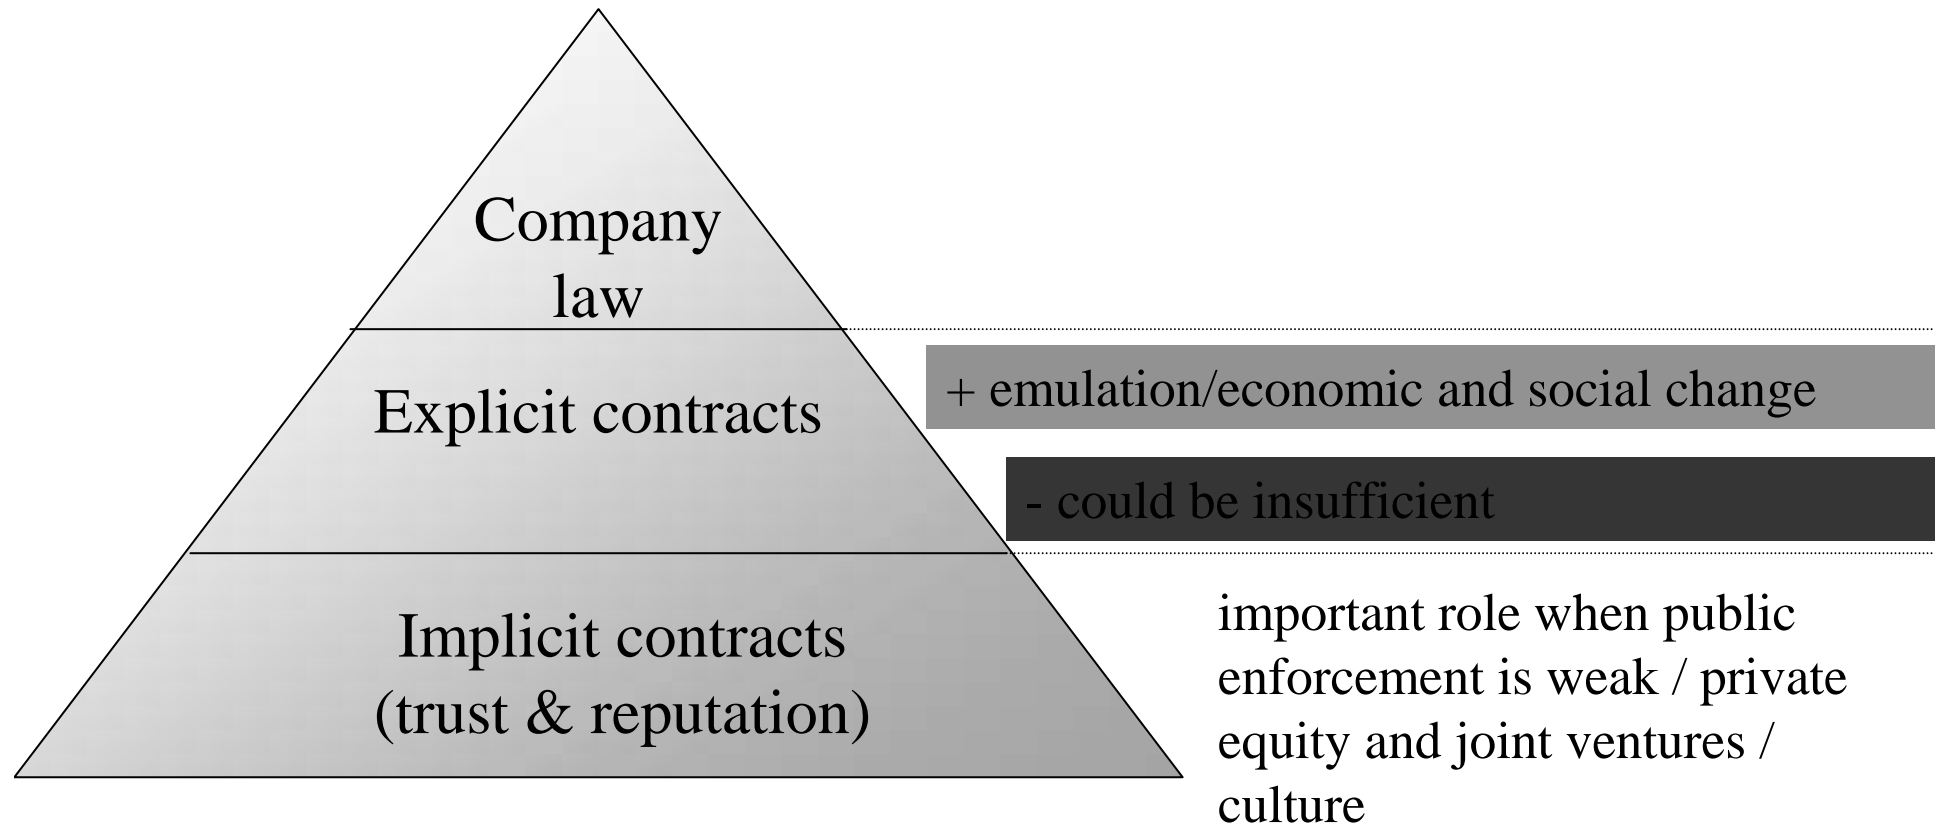 Company
law
Explicit contracts
+ emulation/economic and social change
- could be insufficient
Implicit contracts
(trust & reputation)
important role when public
enforcement is weak / private
equity and joint ventures /
culture